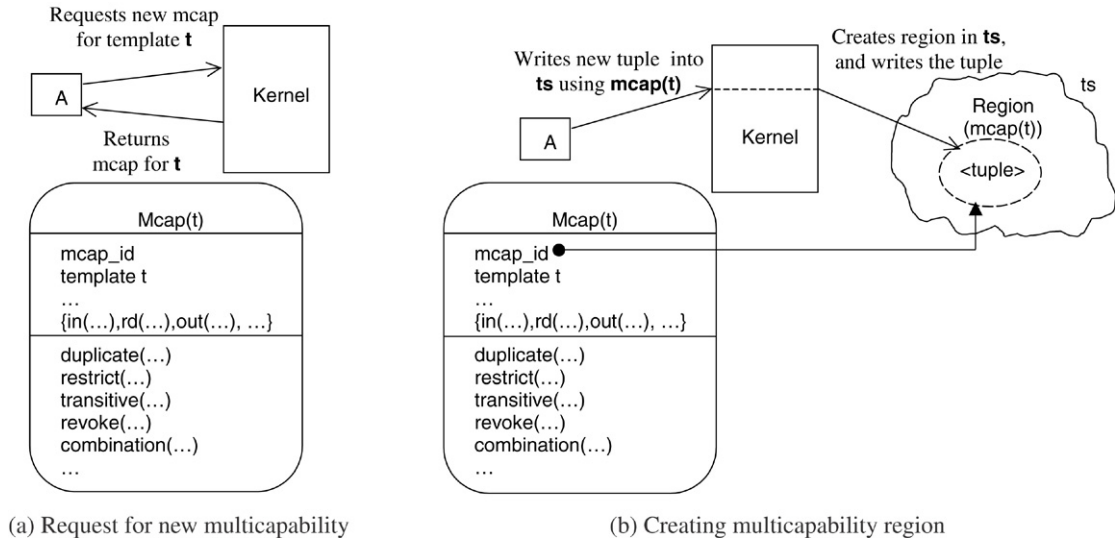 Requests new mcap
for template t
A
Kernel
Returns
mcap for t
Mcap(t)
mcap_id
template t
…
{in(…),rd(…),out(…), …}
duplicate(…)
restrict(…)
transitive(…)
revoke(…)
combination(…)
…
(a) Request for new multicapability
Writes new tuple into
ts using mcap(t)
A
Kernel
Creates region in ts,
and writes the tuple
ts
Region
(mcap(t))
<tuple>
Mcap(t)
mcap_id
template t
…
{in(…),rd(…),out(…), …}
duplicate(…)
restrict(…)
transitive(…)
revoke(…)
combination(…)
…
(b) Creating multicapability region